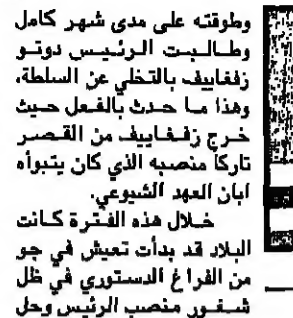 وطوقته على مدى شهر كامل
وطالبت الرئيس دوتو
زفغاييف بالتخلي عن السلطة،
وهذا ما حدث بالفعل حيث
خرج زفغاييف من القصر
تاركاً منصبه الذي كان يتبوأه
ابان العهد الشيوعي.
خلال هذه الفترة كانت
البلاد قد بدأت تعيش في جو
من الفراغ الدستوري في ظل
شغور منصب الرئيس وحل